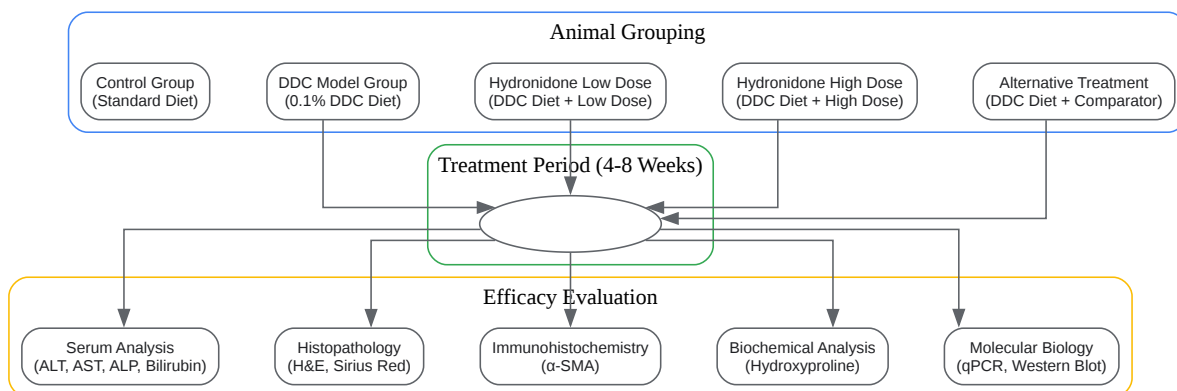 Animal Grouping
Control Group
(Standard Diet)
DDC Model Group
(0.1% DDC Diet)
Hydronidone Low Dose
(DDC Diet + Low Dose)
Hydronidone High Dose
(DDC Diet + High Dose)
Alternative Treatment
(DDC Diet + Comparator)
Treatment Period (4-8 Weeks)
Efficacy Evaluation
Serum Analysis
(ALT, AST, ALP, Bilirubin)
Histopathology
(H&E, Sirius Red)
Immunohistochemistry
(α-SMA)
Biochemical Analysis
(Hydroxyproline)
Molecular Biology
(qPCR, Western Blot)